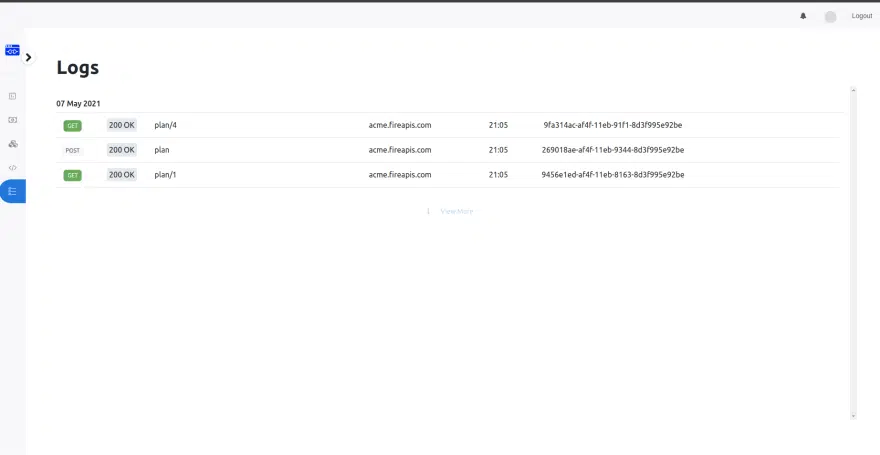 Logout
Logs
07 May 2021
GET 200 OK plan/4 acme.fireapis.com 21:05 9fa314ac-af4f-11eb-91f1-8d3f995e92be
POST 200 OK plan acme.fireapis.com 21:05 269018ae-af4f-11eb-9344-8d3f995e92be
GET 200 OK plan/1 acme.fireapis.com 21:05 9456e1ed-af4f-11eb-8163-8d3f995e92be
View More